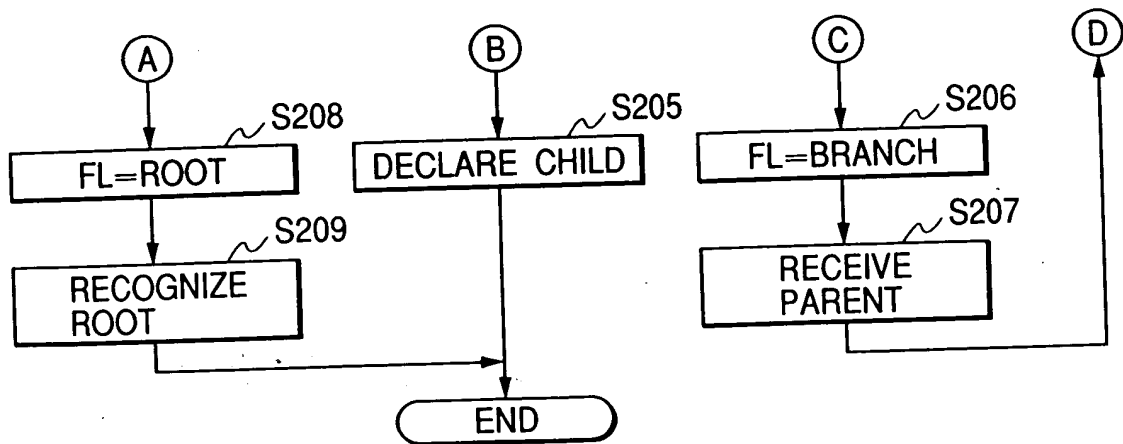 A
B
C
D
S208
S205
S206
FL=ROOT
DECLARE CHILD
FL=BRANCH
S209
S207
RECOGNIZE
ROOT
RECEIVE
PARENT
END